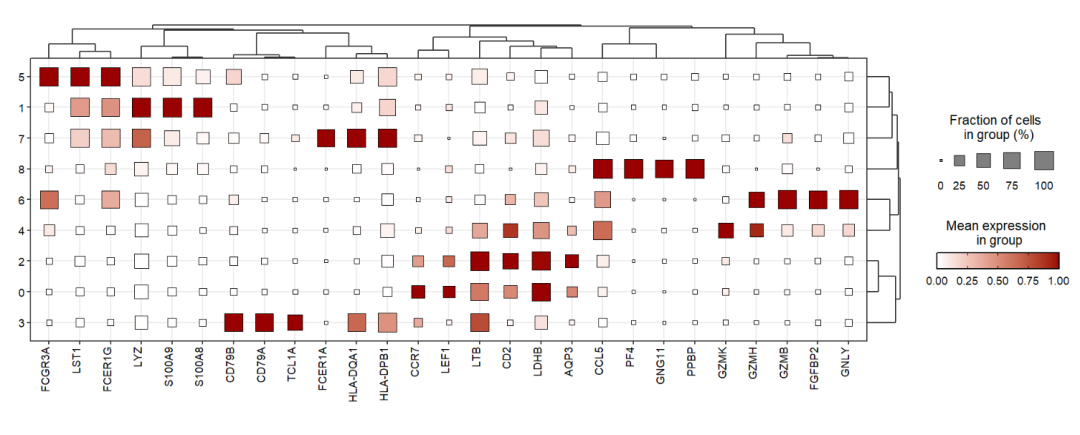 5
1
7
8
6
4
2
0
3
FCGR3A
LST1
FCER1G
LYZ
S100A9
S100A8
CD79B
CD79A
TCL1A
FCER1A
HLA-DQA1
HLA-DPB1
CCR7
LEF1
LTB
CD2
LDHB
AQP3
CCL5
PF4
GNG11
PPBP
GZMK
GZMH
GZMB
FGFBP2
GNLY
Fraction of cells
in group (%)
0 25 50 75 100
Mean expression
in group
0.00 0.25 0.50 0.75 1.00